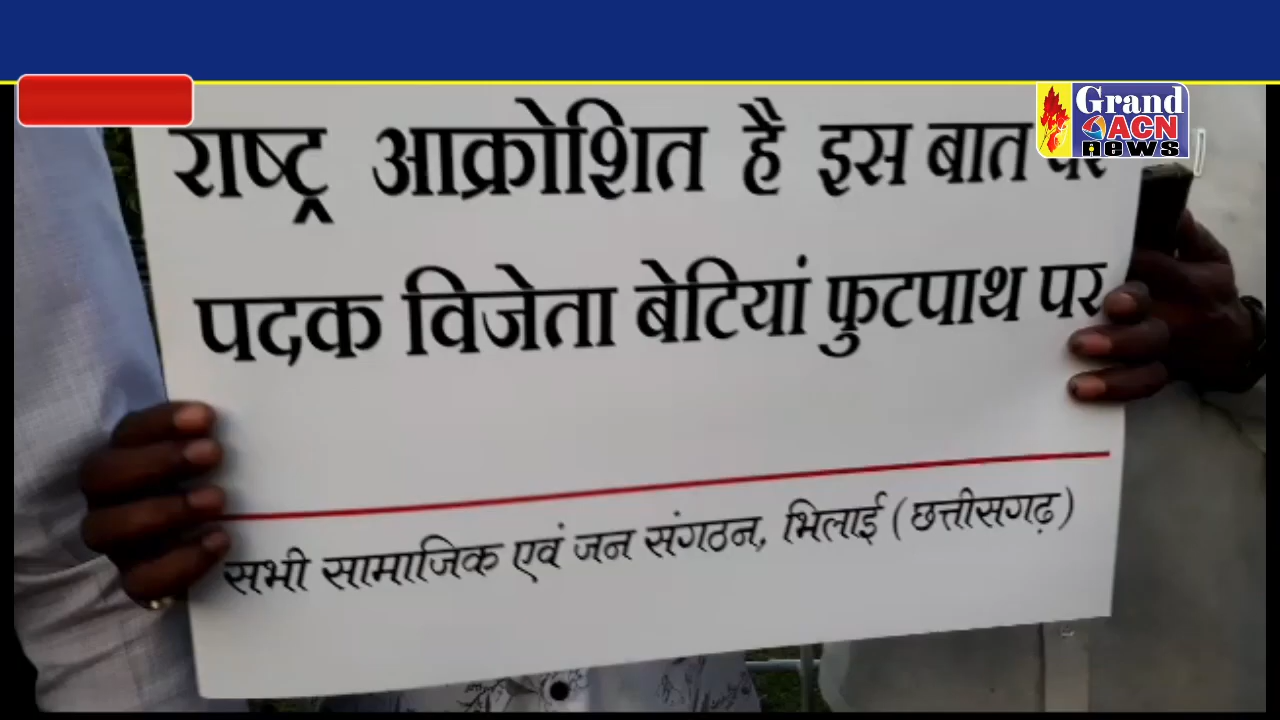 Grand
ACN
news
राष्ट्र आक्रोशित है इस बात पर
पदक विजेता बेटियां फुटपाथ पर
सभी सामाजिक एवं जन संगठन, भिलाई (छत्तीसगढ़)